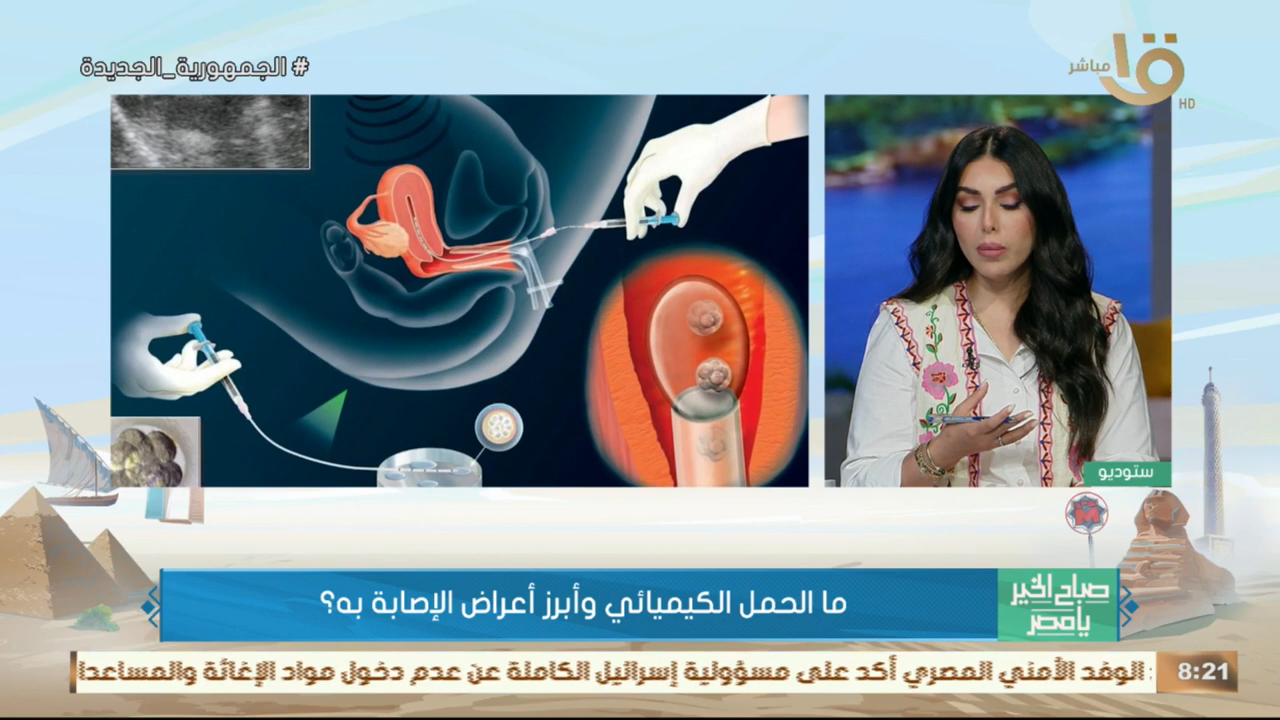 # الجمهورية_الجديدة
مباشر
HD
ستوديو
M
صباح الخير
يا مصر
ما الحمل الكيميائي وأبرز أعراض الإصابة به؟
8:21
: الوفد الأمني المصري أكد على مسؤولية إسرائيل الكاملة عن عدم دخول مواد الإغاثة والمساعدا